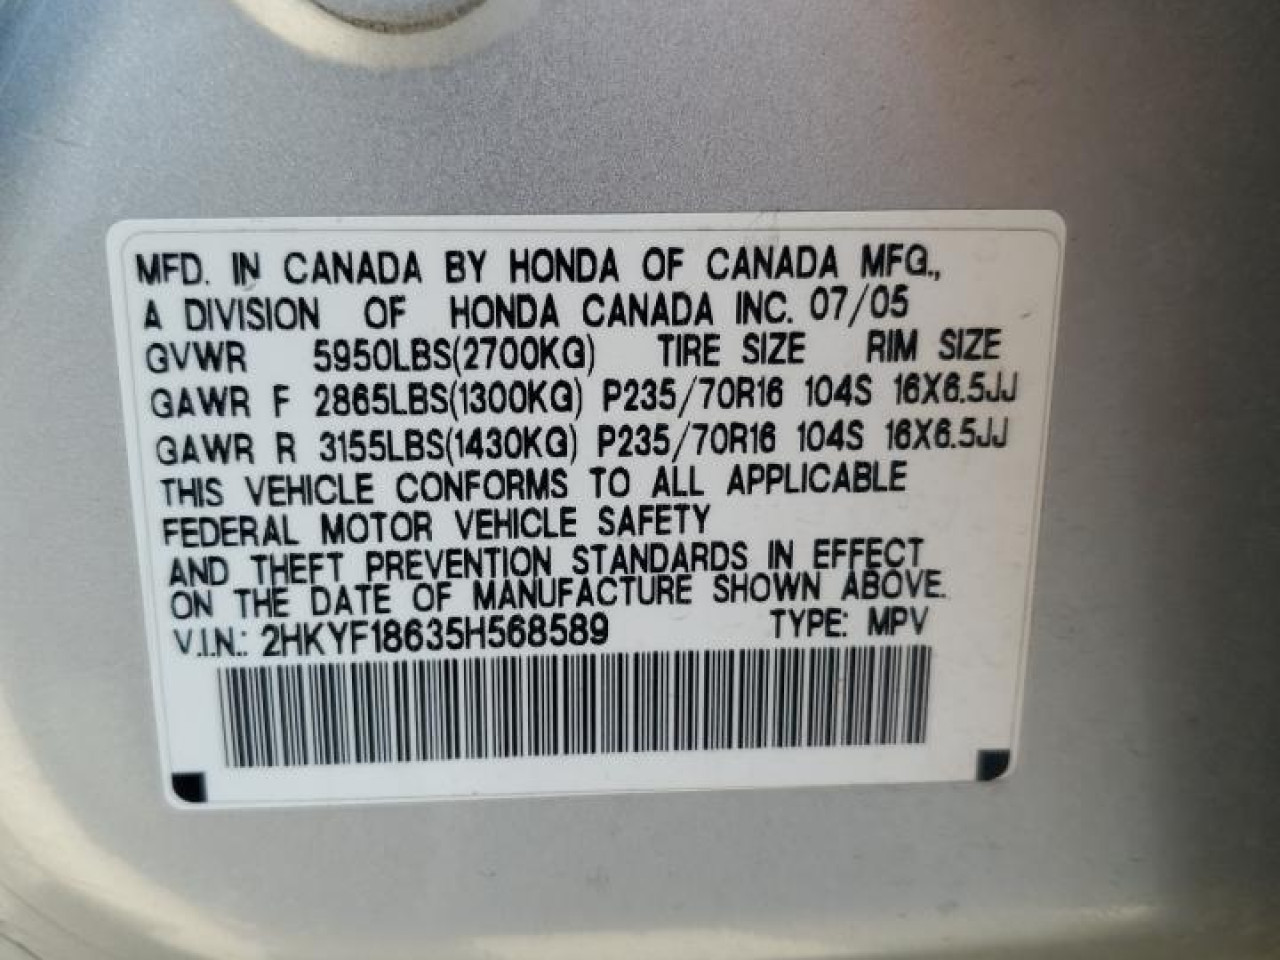 MFD. IN CANADA BY HONDA OF CANADA MFG.,
A DIVISION OF HONDA CANADA INC. 07/05
GVWR 5950LBS(2700KG) TIRE SIZE RIM SIZE
GAWR F 2865LBS(1300KG) P235/70R16 104S 16X6.5JJ
GAWR R 3155LBS(1430KG) P235/70R16 104S 16X6.5JJ
THIS VEHICLE CONFORMS TO ALL APPLICABLE
FEDERAL MOTOR VEHICLE SAFETY
AND THEFT PREVENTION STANDARDS IN EFFECT
ON THE DATE OF MANUFACTURE SHOWN ABOVE.
V.I.N.: 2HKYF18635H568589 TYPE: MPV